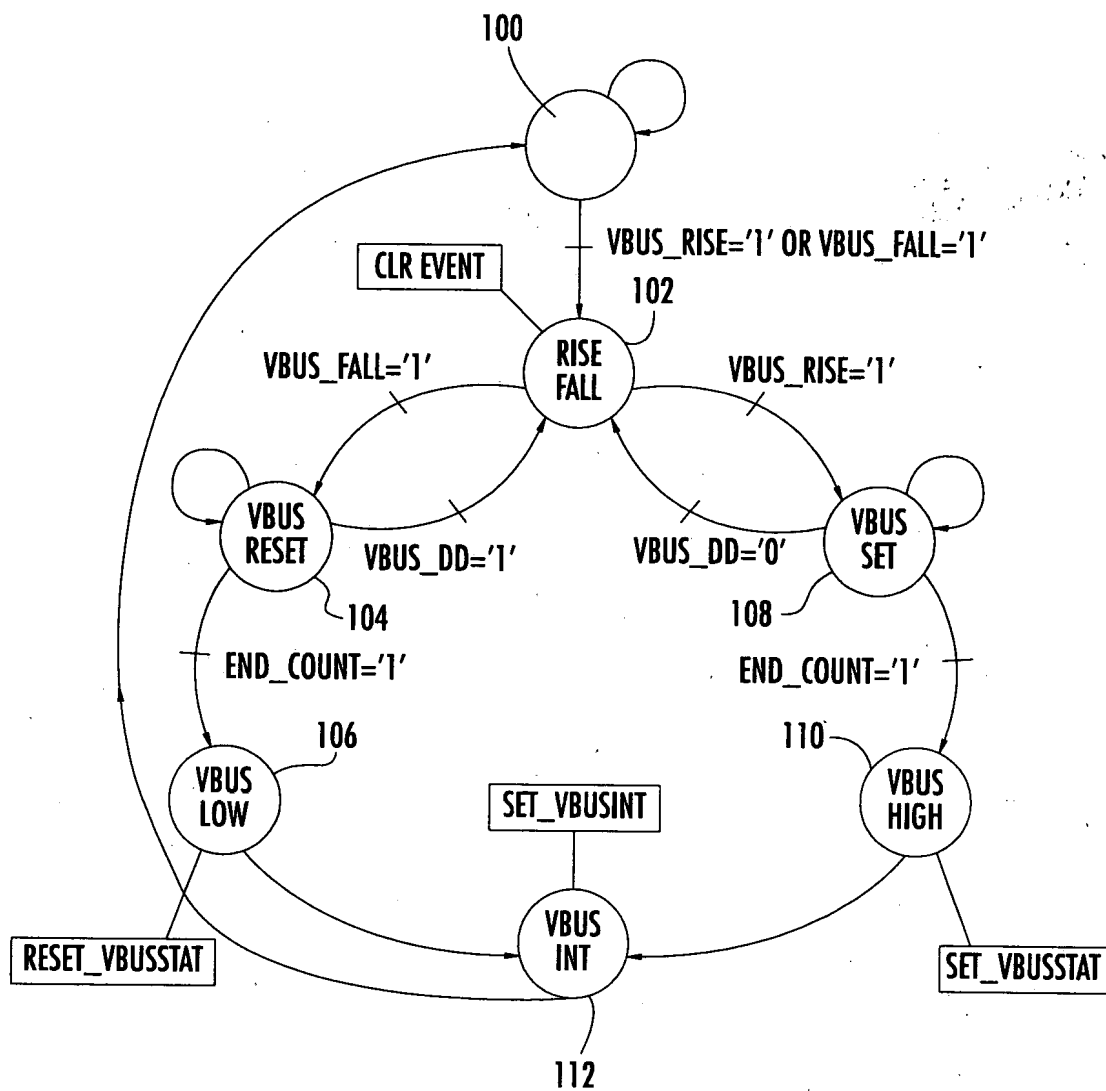 100
VBUS_RISE='1' OR VBUS_FALL='1'
CLR EVENT
102
RISE
FALL
VBUS_FALL='1'
VBUS_RISE='1'
VBUS
RESET
VBUS_DD='1'
VBUS_DD='0'
VBUS
SET
104
108
END_COUNT='1'
END_COUNT='1'
106
110
VBUS
LOW
SET_VBUSINT
VBUS
HIGH
RESET_VBUSSTAT
VBUS
INT
SET_VBUSSTAT
112